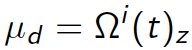 μ_d = Ω^i(t)_z